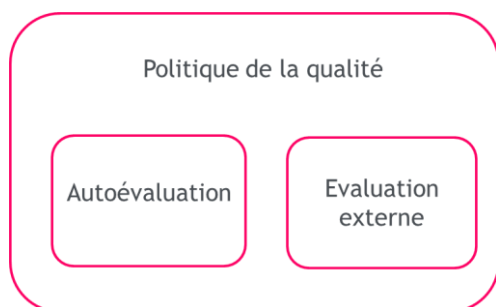 Politique de la qualité
Autoévaluation
Evaluation
externe